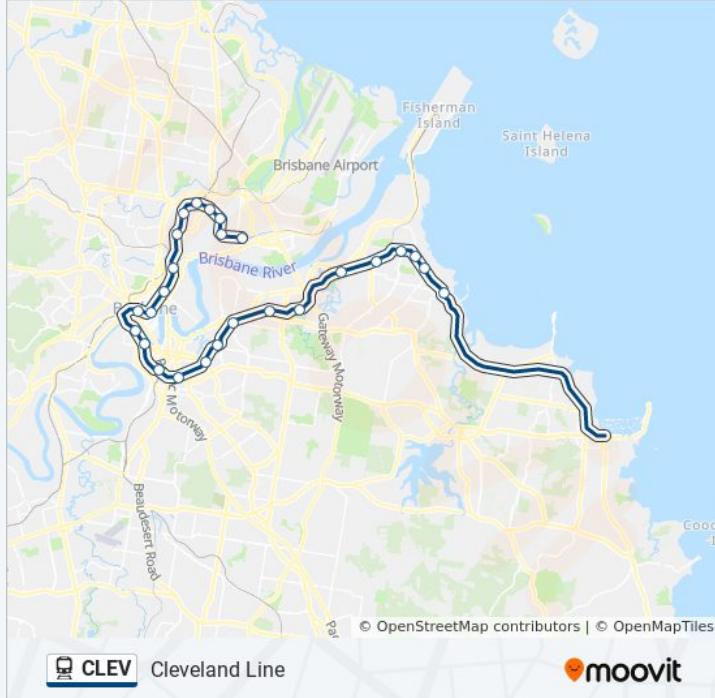 Fisherman
Island
Saint Helena
Island
Brisbane Airport
Brisbane River
Gateway Motorway
Motorway
Beaudesert Road
© OpenStreetMap contributors | © OpenMapTiles
CLEV Cleveland Line
moovit